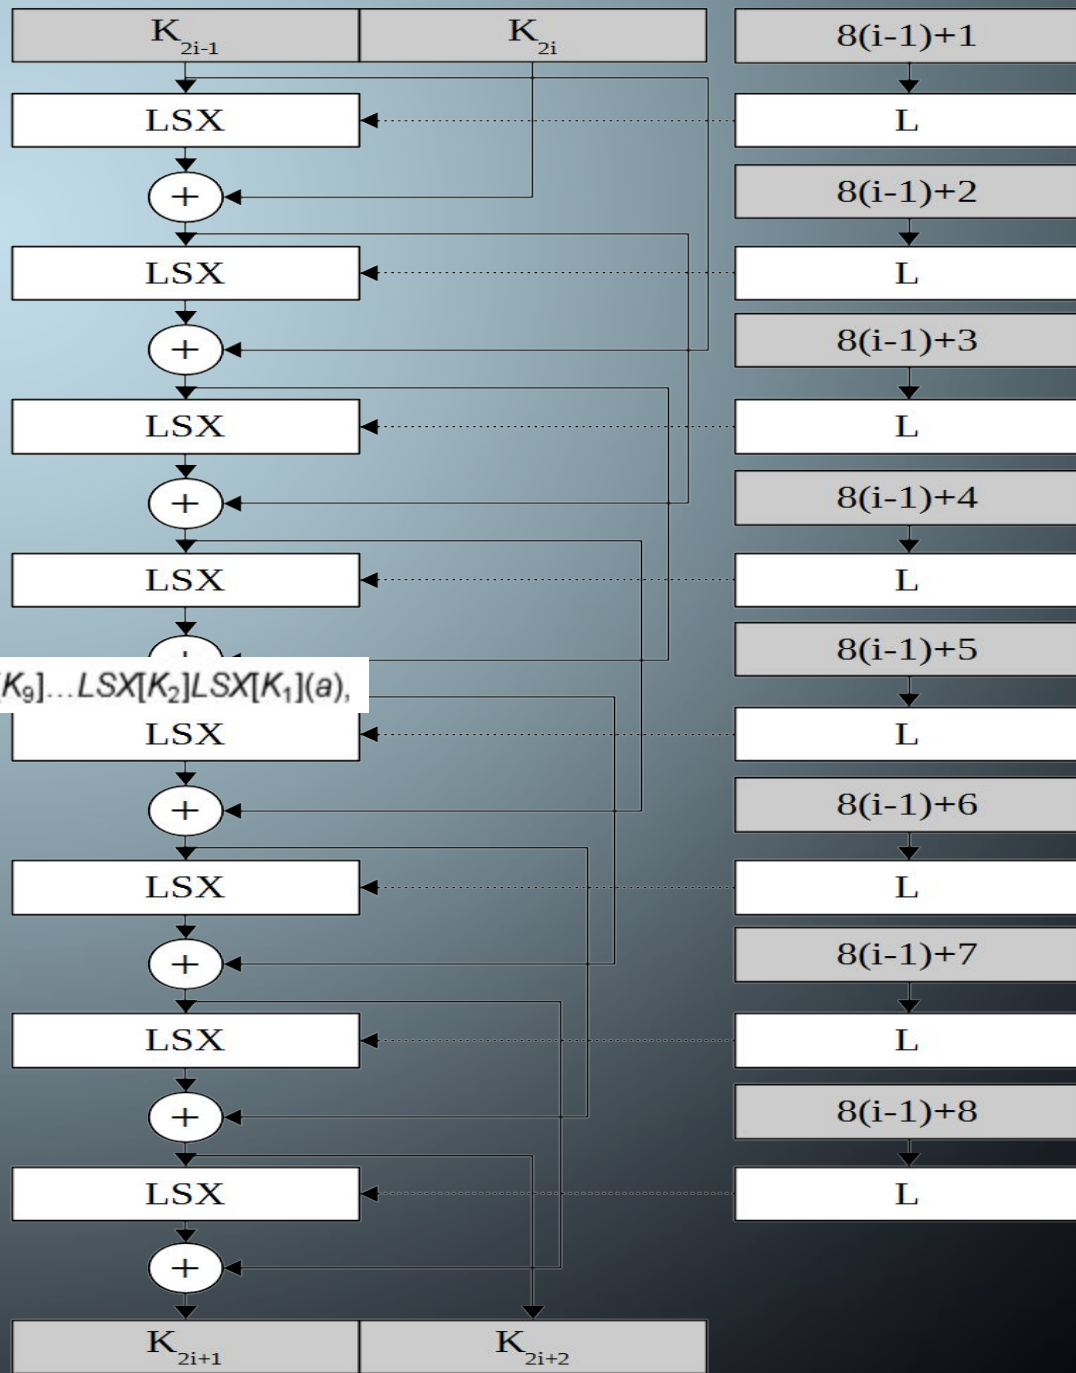 K2i-1 K2i 8(i-1)+1
LSX L
+ 8(i-1)+2
LSX L
+ 8(i-1)+3
LSX L
+ 8(i-1)+4
LSX L
+ 8(i-1)+5
K9]...LSX[K2]LSX[K1](a),
LSX L
+ 8(i-1)+6
LSX L
+ 8(i-1)+7
LSX L
+ 8(i-1)+8
LSX L
+
K2i+1 K2i+2